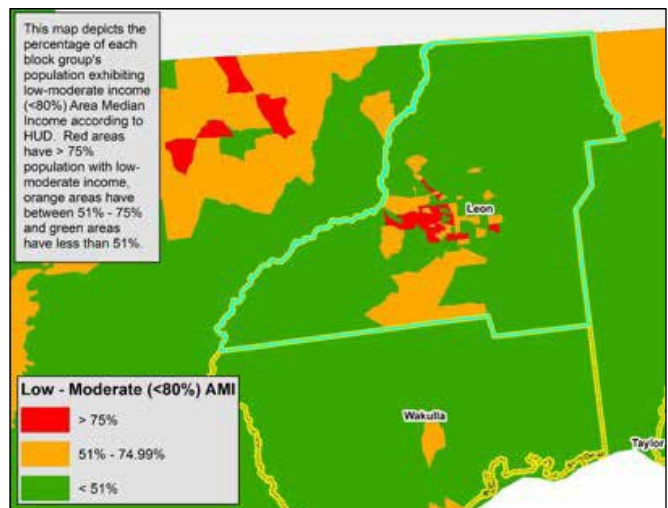 This map depicts the
percentage of each
block group's
population exhibiting
low-moderate income
(<80%) Area Median
Income according to
HUD. Red areas
have > 75%
population with low-
moderate income,
orange areas have
between 51% - 75%
and green areas
have less than 51%.
Leon
Low - Moderate (<80%) AMI
> 75%
51% - 74.99%
< 51%
Wakulla
Taylor